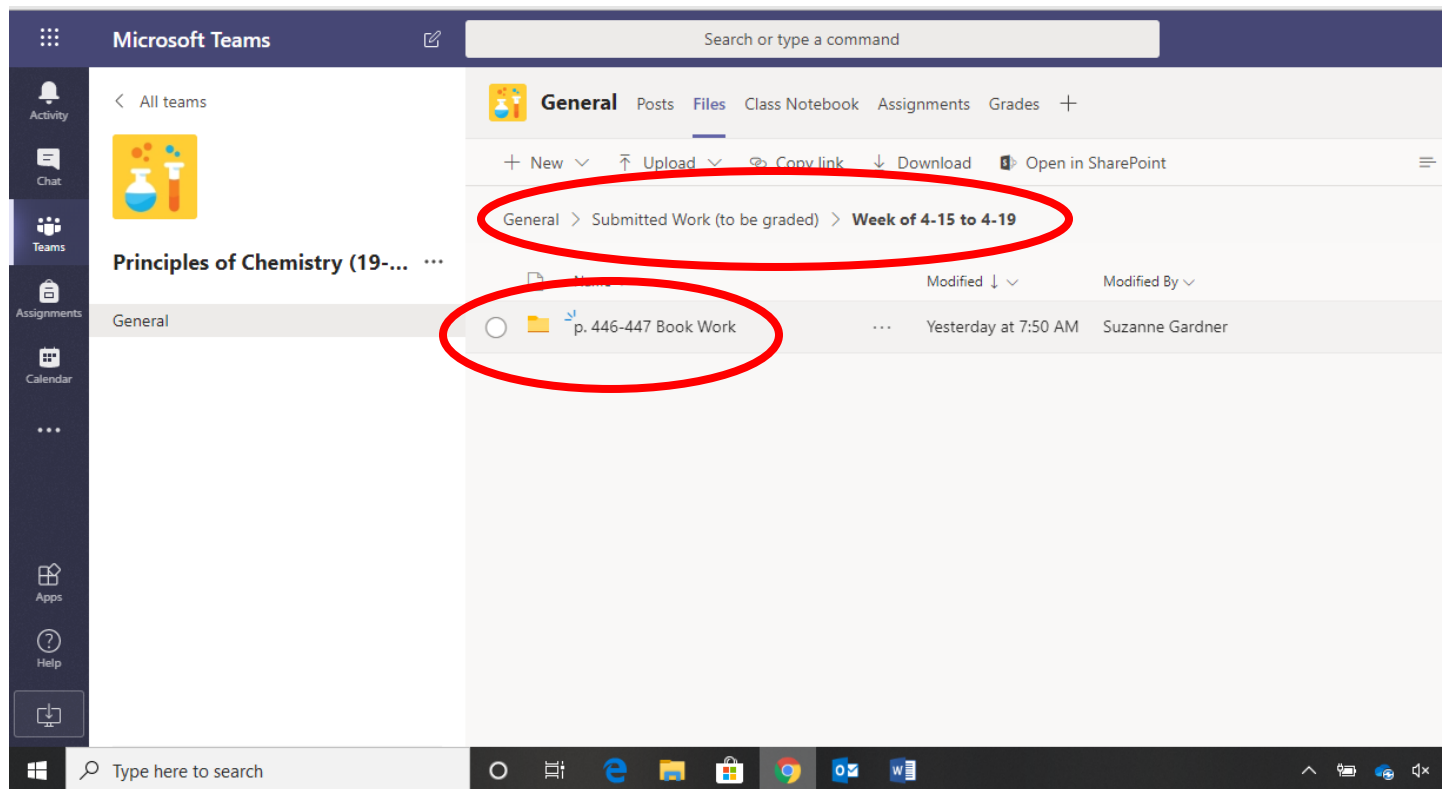 Microsoft Teams
Search or type a command
Activity
Chat
Teams
Assignments
Calendar
Apps
Help
All teams
Principles of Chemistry (19-...
General
General Posts Files Class Notebook Assignments Grades
New Upload Copy link Download Open in SharePoint
General > Submitted Work (to be graded) > Week of 4-15 to 4-19
Name Modified Modified By
p. 446-447 Book Work ... Yesterday at 7:50 AM Suzanne Gardner
Type here to search